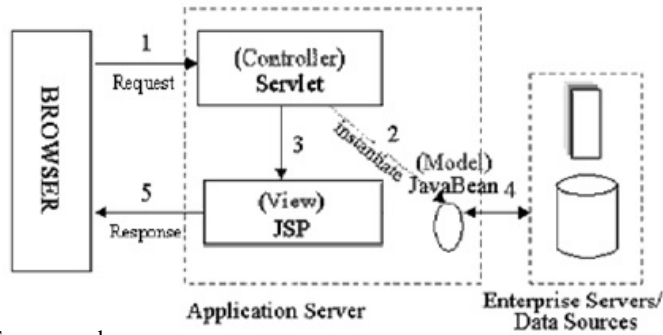 BROWSER
1
Request
(Controller)
Servlet
2
instantiate
3
(Model)
JavaBean
4
5
Response
(View)
JSP
Application Server
Enterprise Servers/
Data Sources